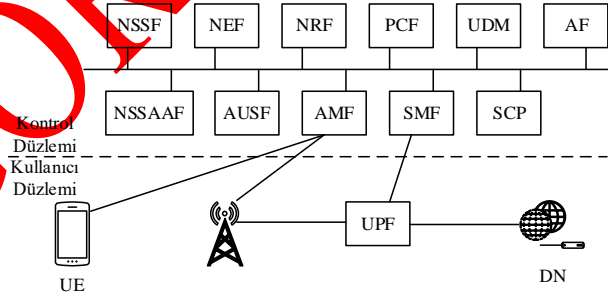 NSSF NEF NRF PCF UDM AF
NSSAAF AUSF AMF SMF SCP
Kontrol
Düzlemi
Kullanıcı
Düzlemi
UPF
UE
DN